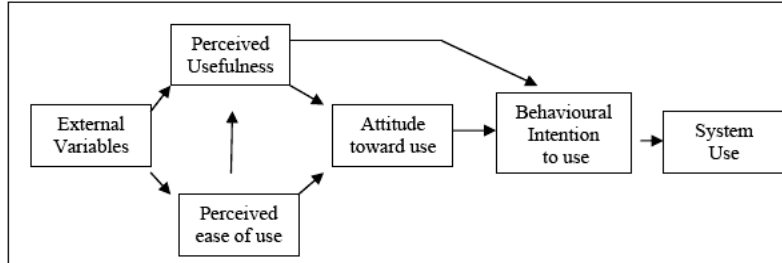 Perceived
Usefulness
External
Variables
Attitude
toward use
Behavioural
Intention
to use
System
Use
Perceived
ease of use